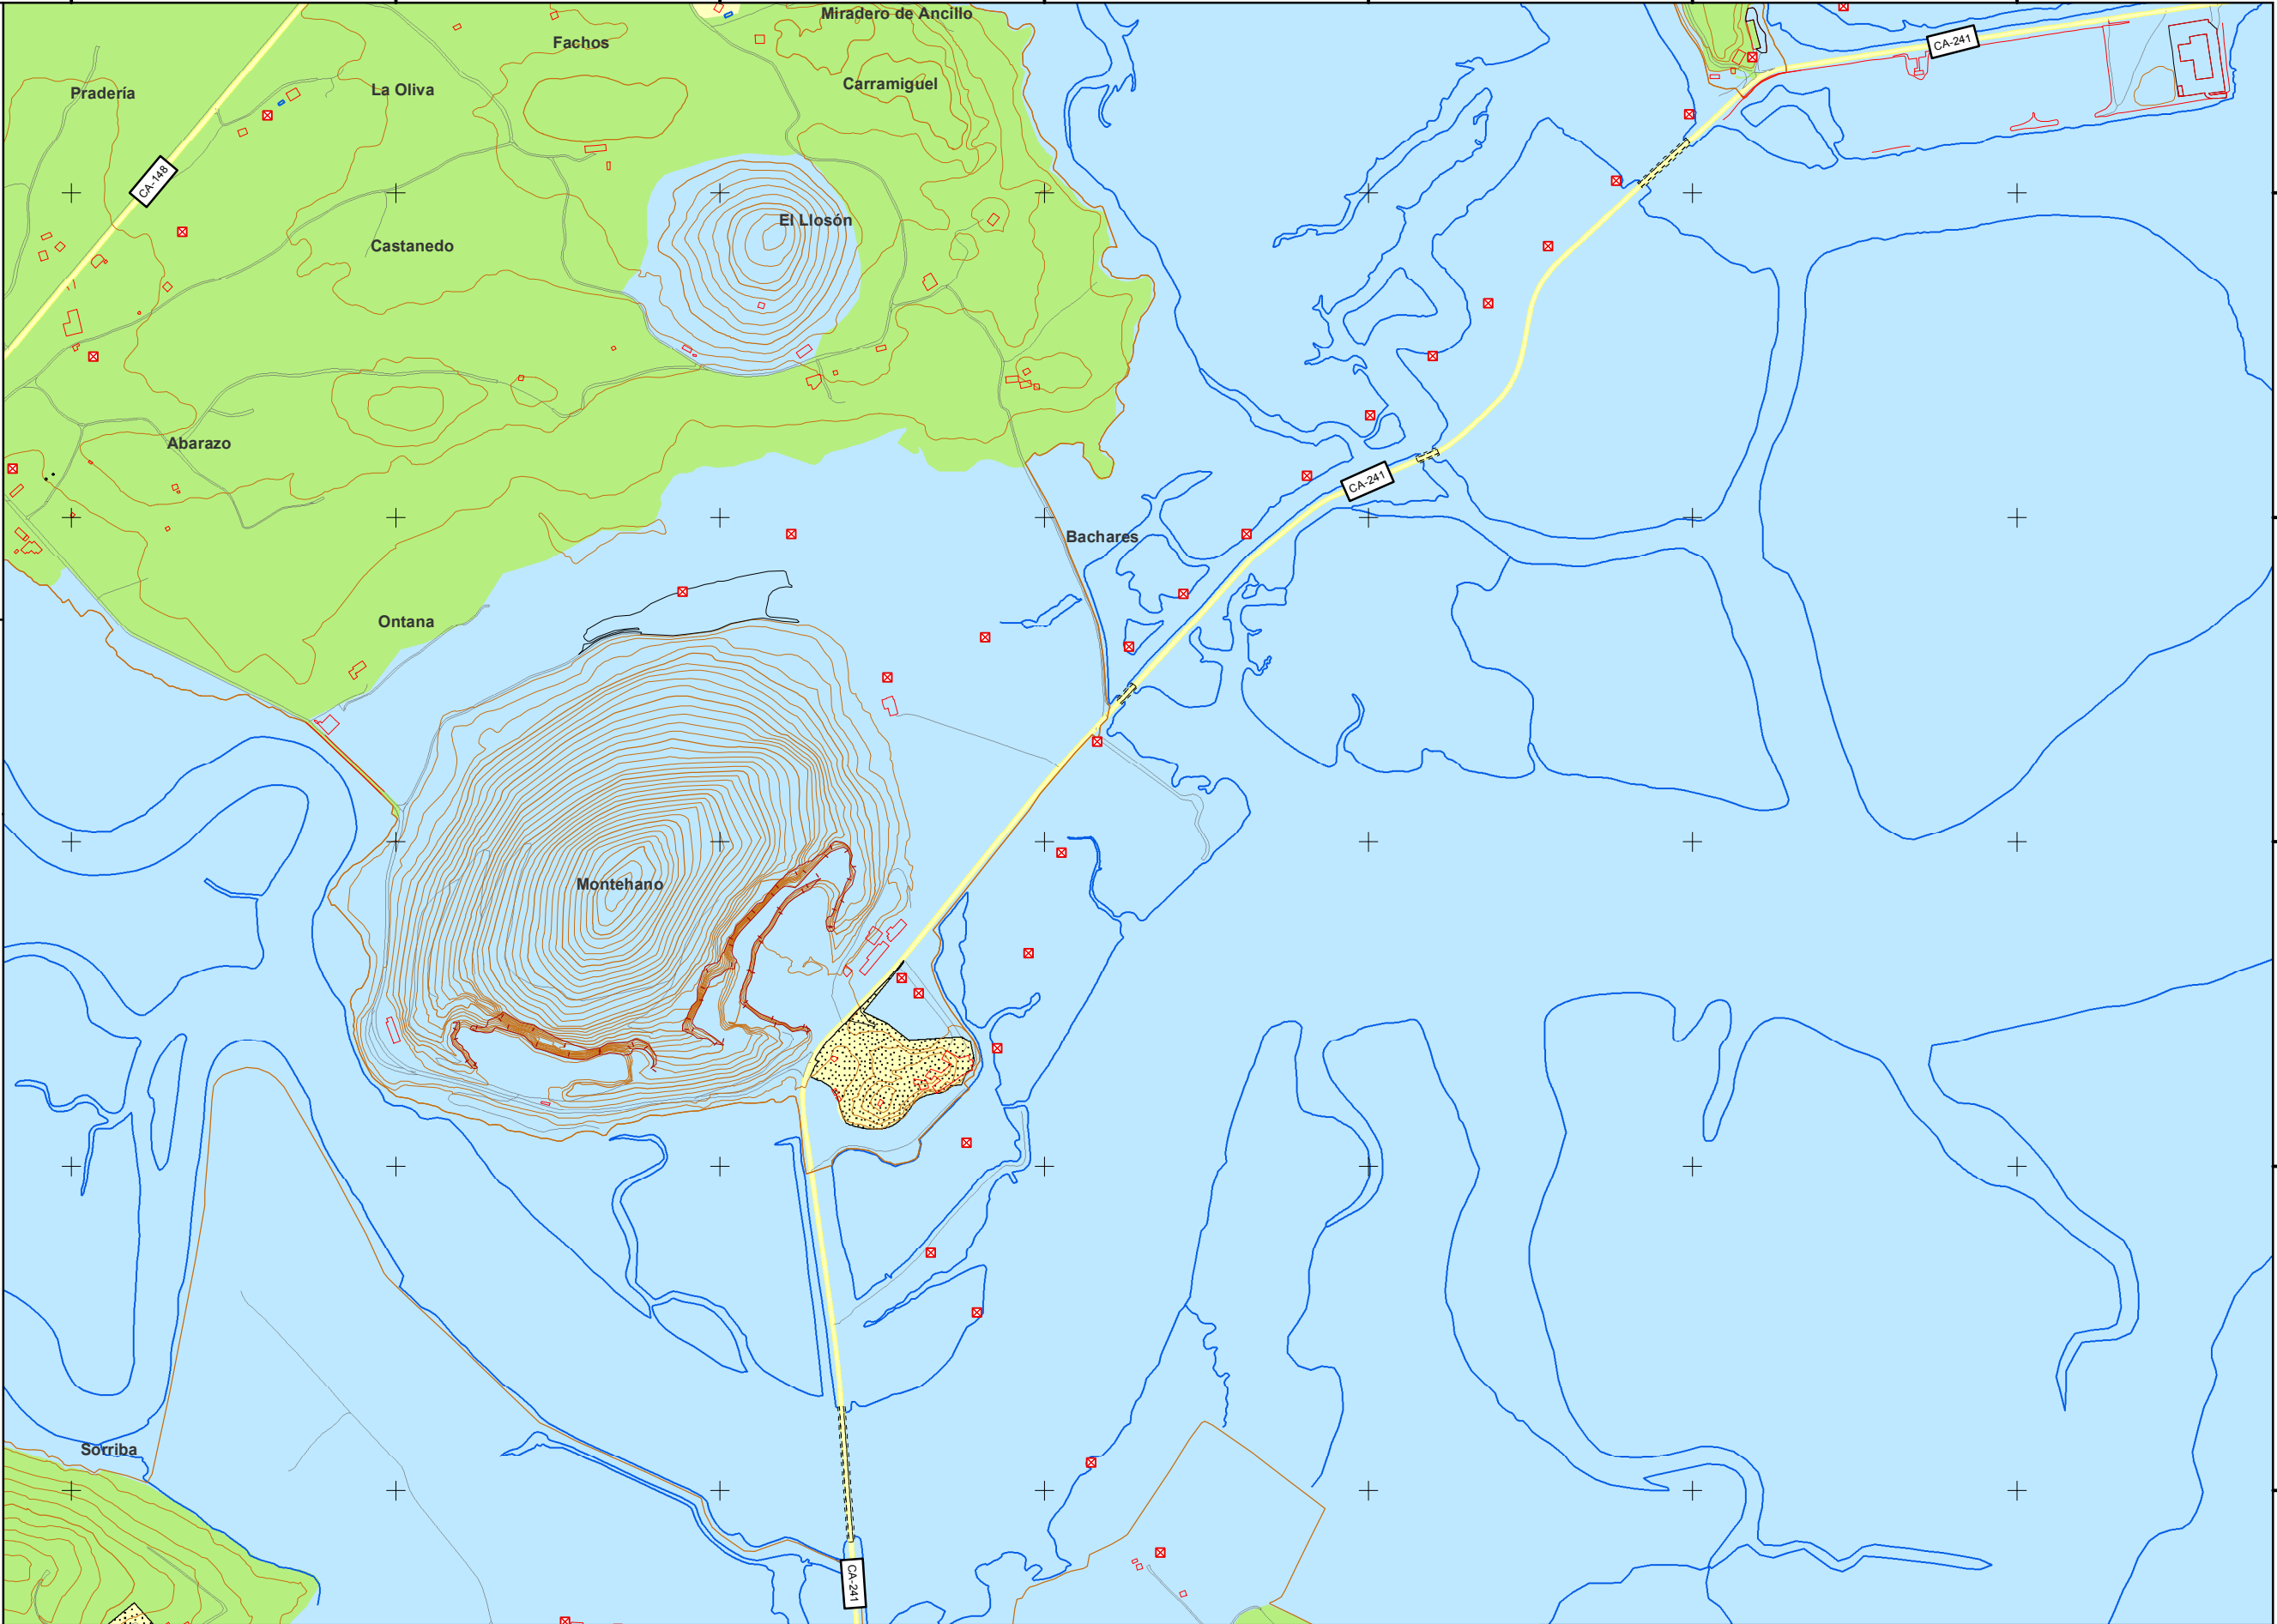 Miradero de Ancillo
Fachos
CA-241
Carramiguel
La Oliva
Pradería
CA-148
El Llosón
Castanedo
Abarazo
CA-241
Bachares
Ontana
Montehano
Sorriba
CA-241